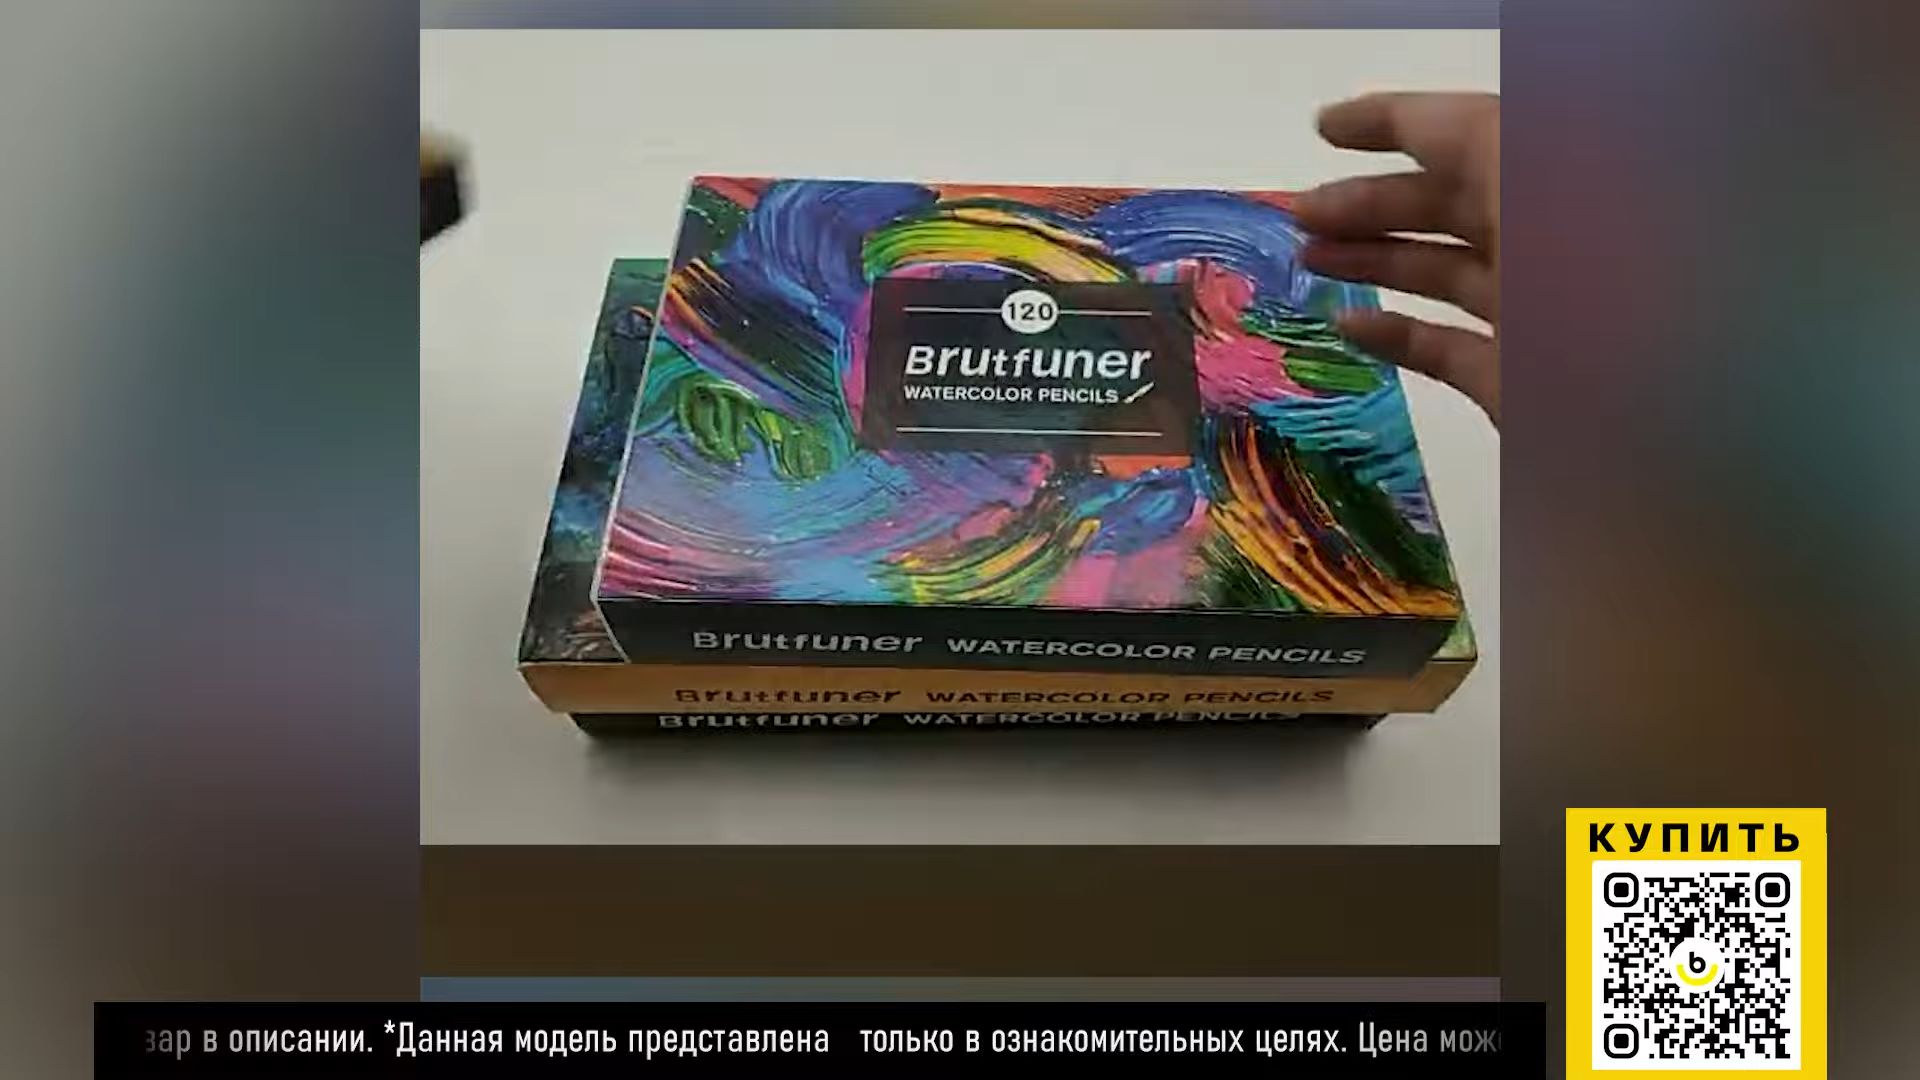 120
Brutfuner
WATERCOLOR PENCILS
Brutfuner WATERCOLOR PENCILS
Brutfuner WATERCOLOR PENCILS
Brutfuner WATERCOLOR PENCILS
КУПИТЬ
b
в описании. *Данная модель представлена только в ознакомительных целях. Цена